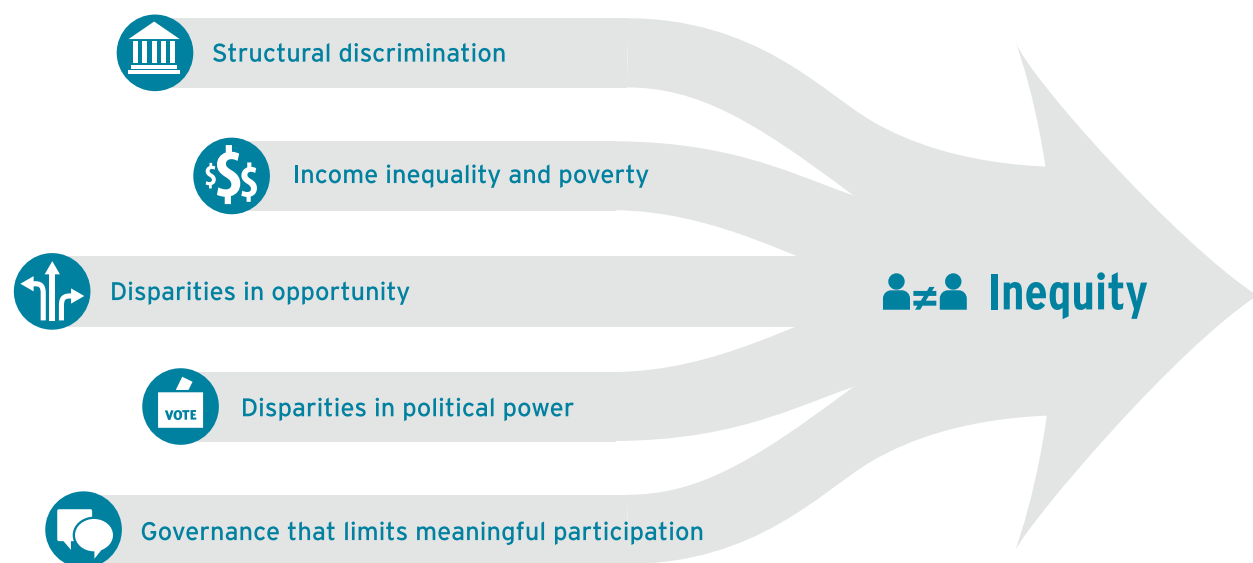 Structural discrimination
$$$
Income inequality and poverty
Disparities in opportunity
≠ Inequity
VOTE
Disparities in political power
Governance that limits meaningful participation